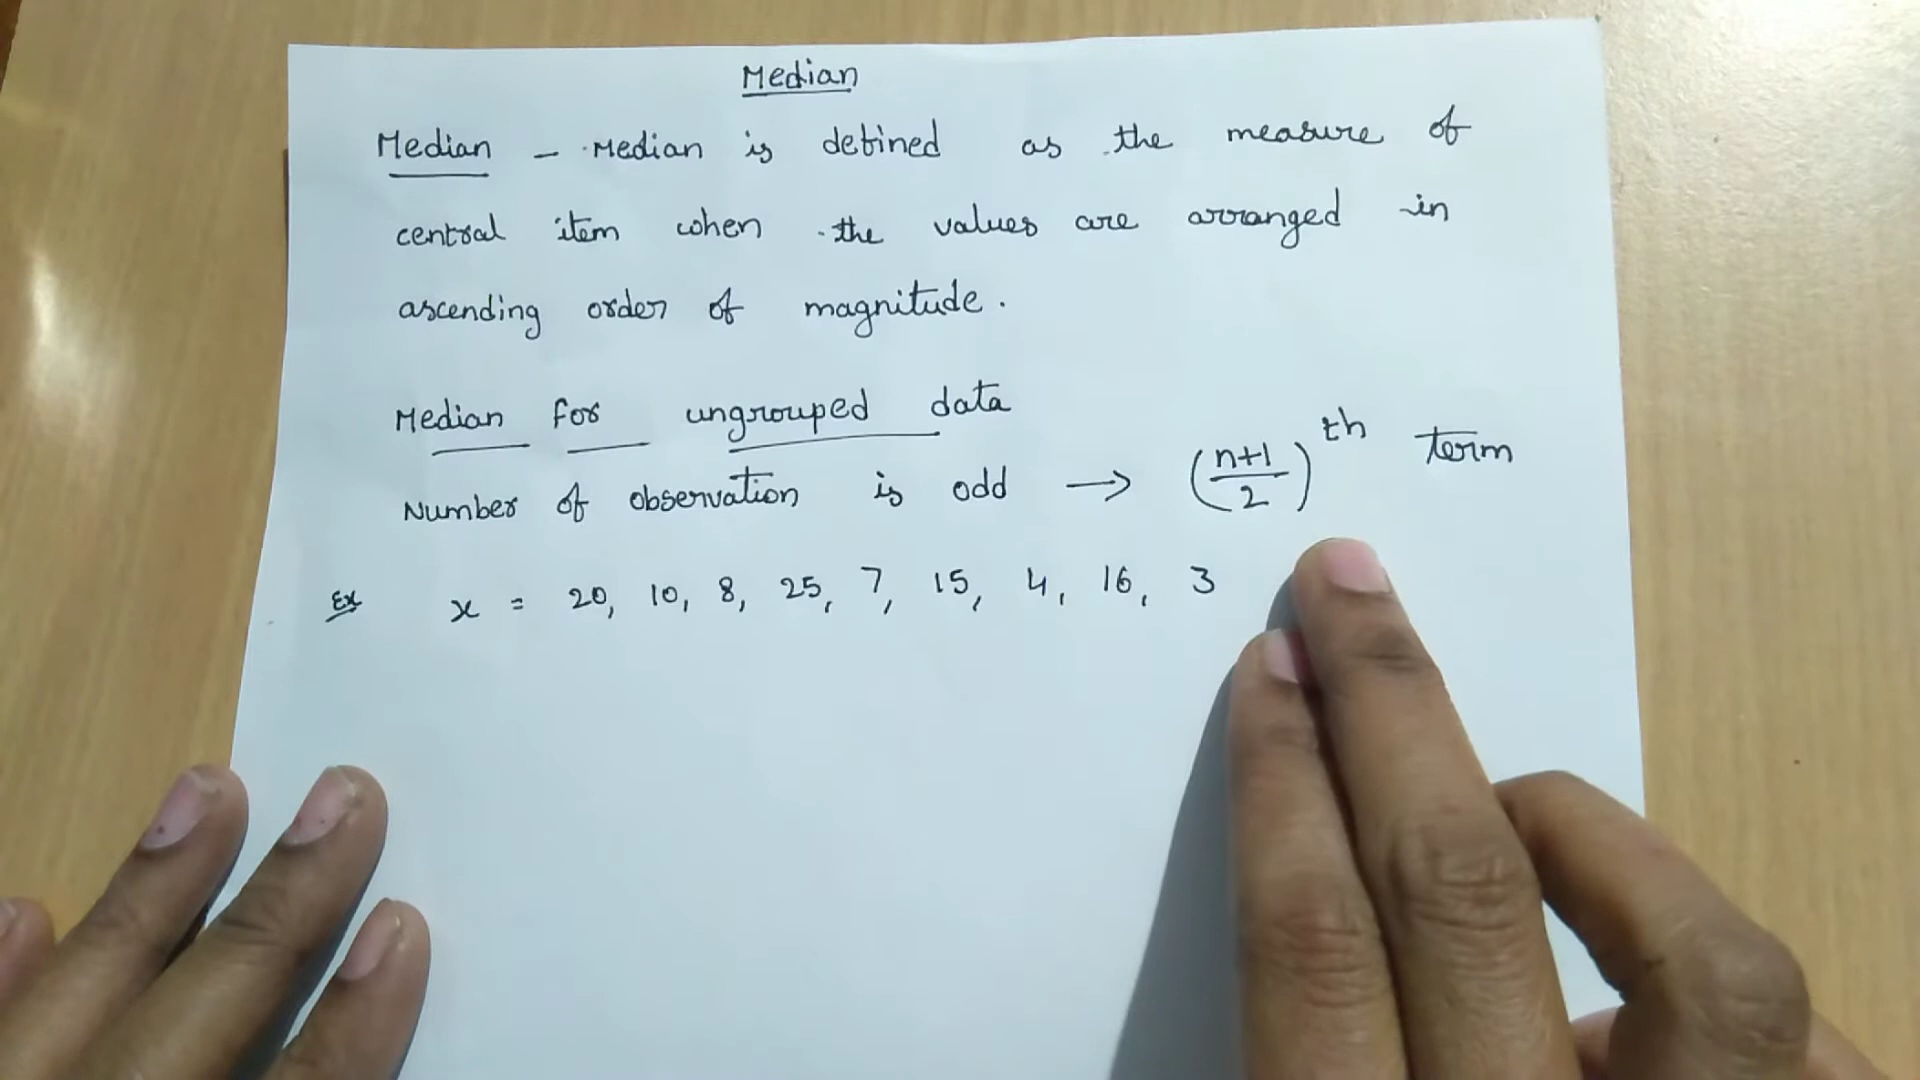 Median
Median - Median is defined as the measure of
central item when the values are arranged in
ascending order of magnitude.
Median for ungrouped data
Number of observation is odd → (n+1/2)th term
Ex x = 20, 10, 8, 25, 7, 15, 4, 16, 3